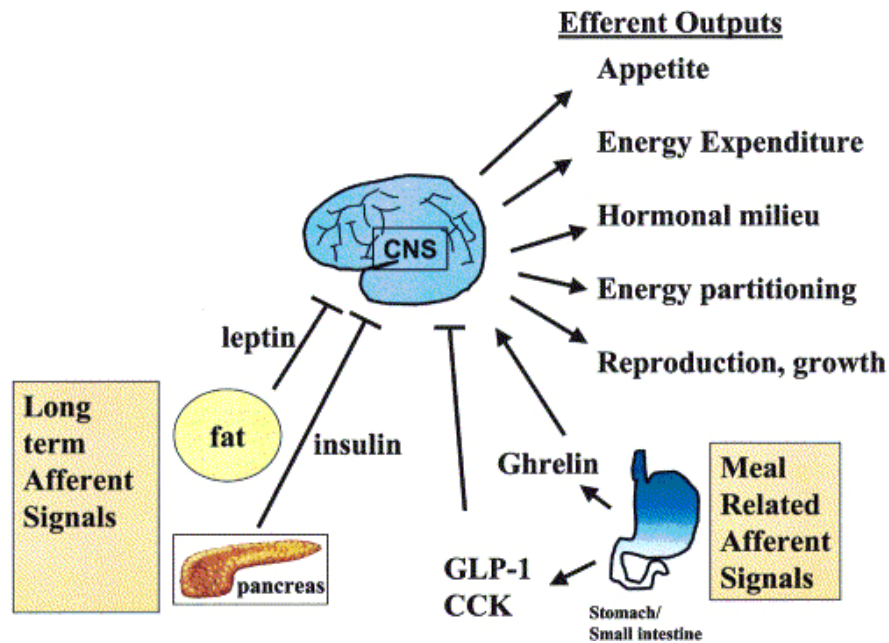 Efferent Outputs
Appetite
Energy Expenditure
Hormonal milieu
Energy partitioning
Reproduction, growth
CNS
leptin
insulin
fat
pancreas
Long
term
Afferent
Signals
Ghrelin
GLP-1
CCK
Stomach/
Small intestine
Meal
Related
Afferent
Signals